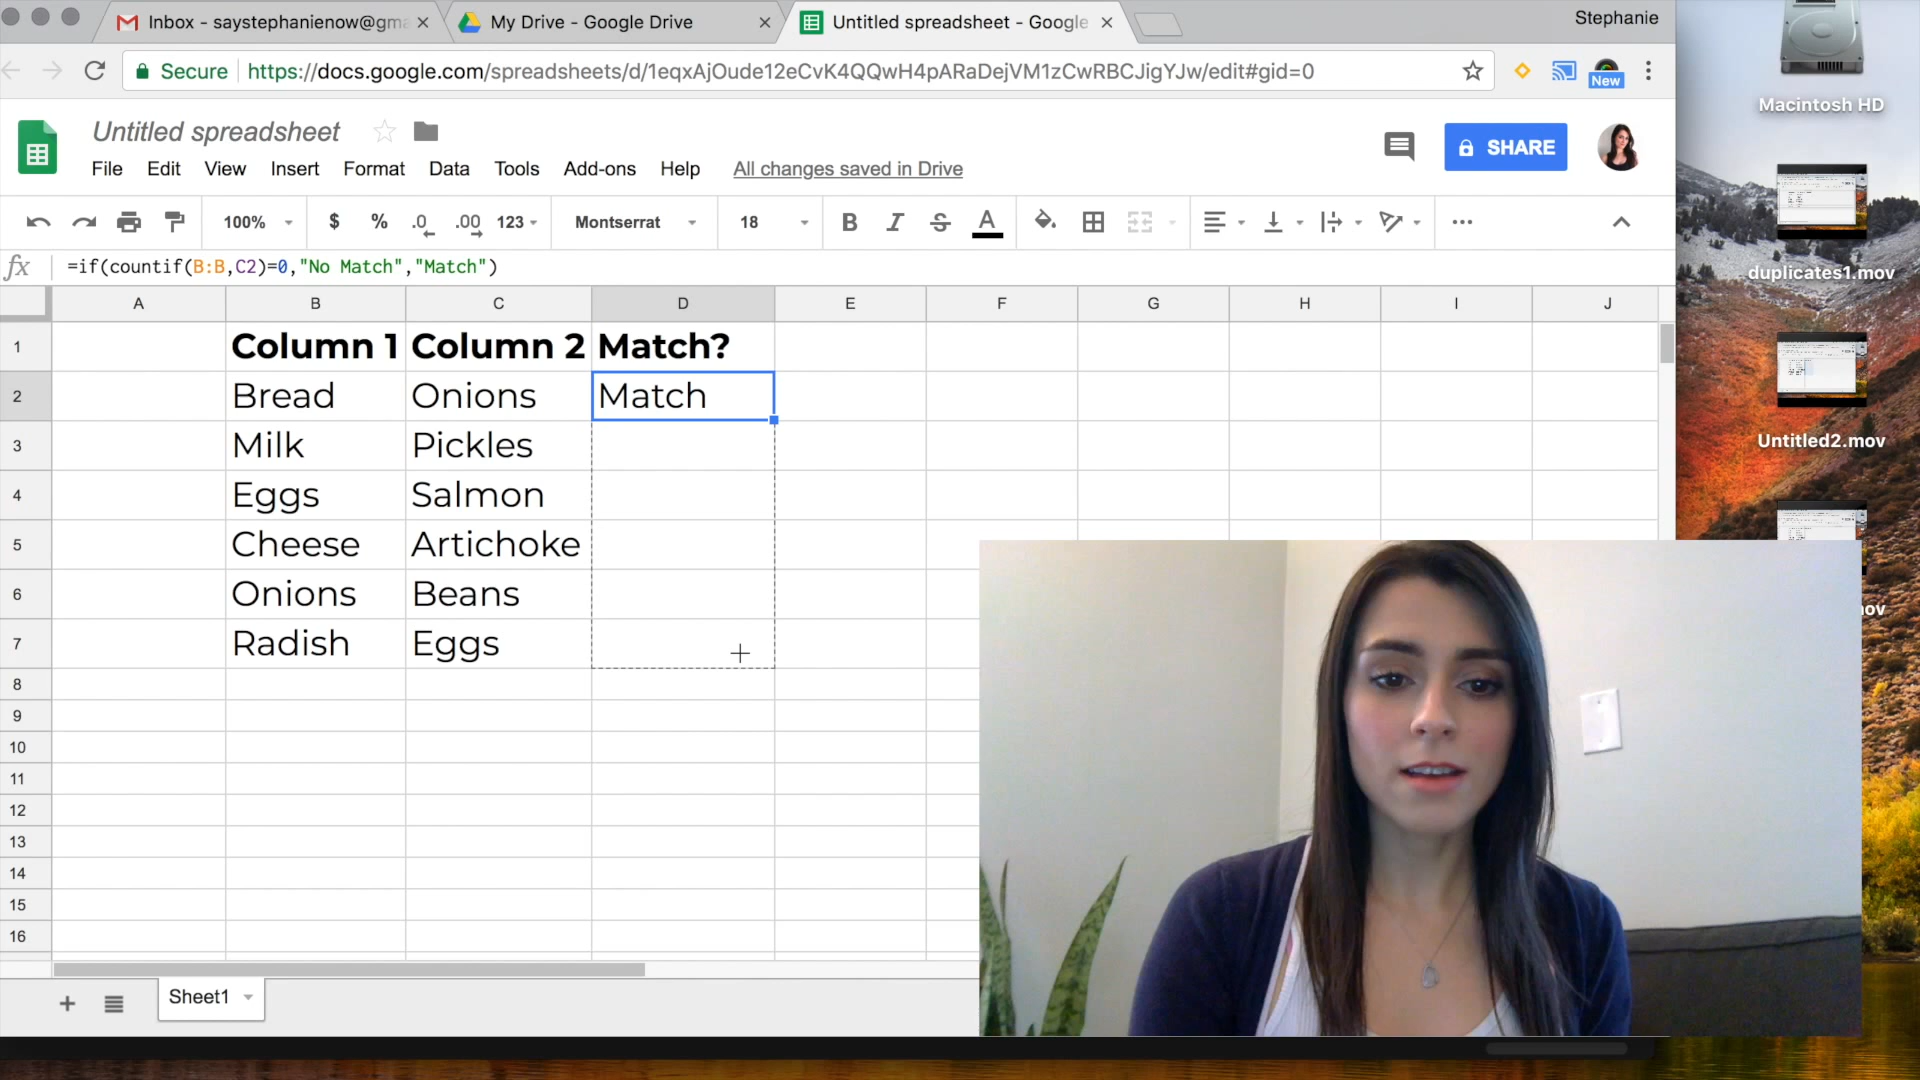 Inbox - saystephanienow@gma
My Drive - Google Drive
Untitled spreadsheet - Google
Stephanie
Secure
https://docs.google.com/spreadsheets/d/1eqxAjOude12eCvK4QQwH4pARaDejVM1zCwRBCJigYJw/edit#gid=0
New
Macintosh HD
Untitled spreadsheet
File Edit View Insert Format Data Tools Add-ons Help All changes saved in Drive
SHARE
100% $ % .0 .00 123 Montserrat 18 B I S A
duplicates1.mov
fx =if(countif(B:B,C2)=0,"No Match","Match")
A B C D E F G H I J
1 Column 1 Column 2 Match?
2 Bread Onions Match
3 Milk Pickles
Untitled2.mov
4 Eggs Salmon
5 Cheese Artichoke
6 Onions Beans
7 Radish Eggs
8
9
10
11
12
13
14
15
16
Sheet1